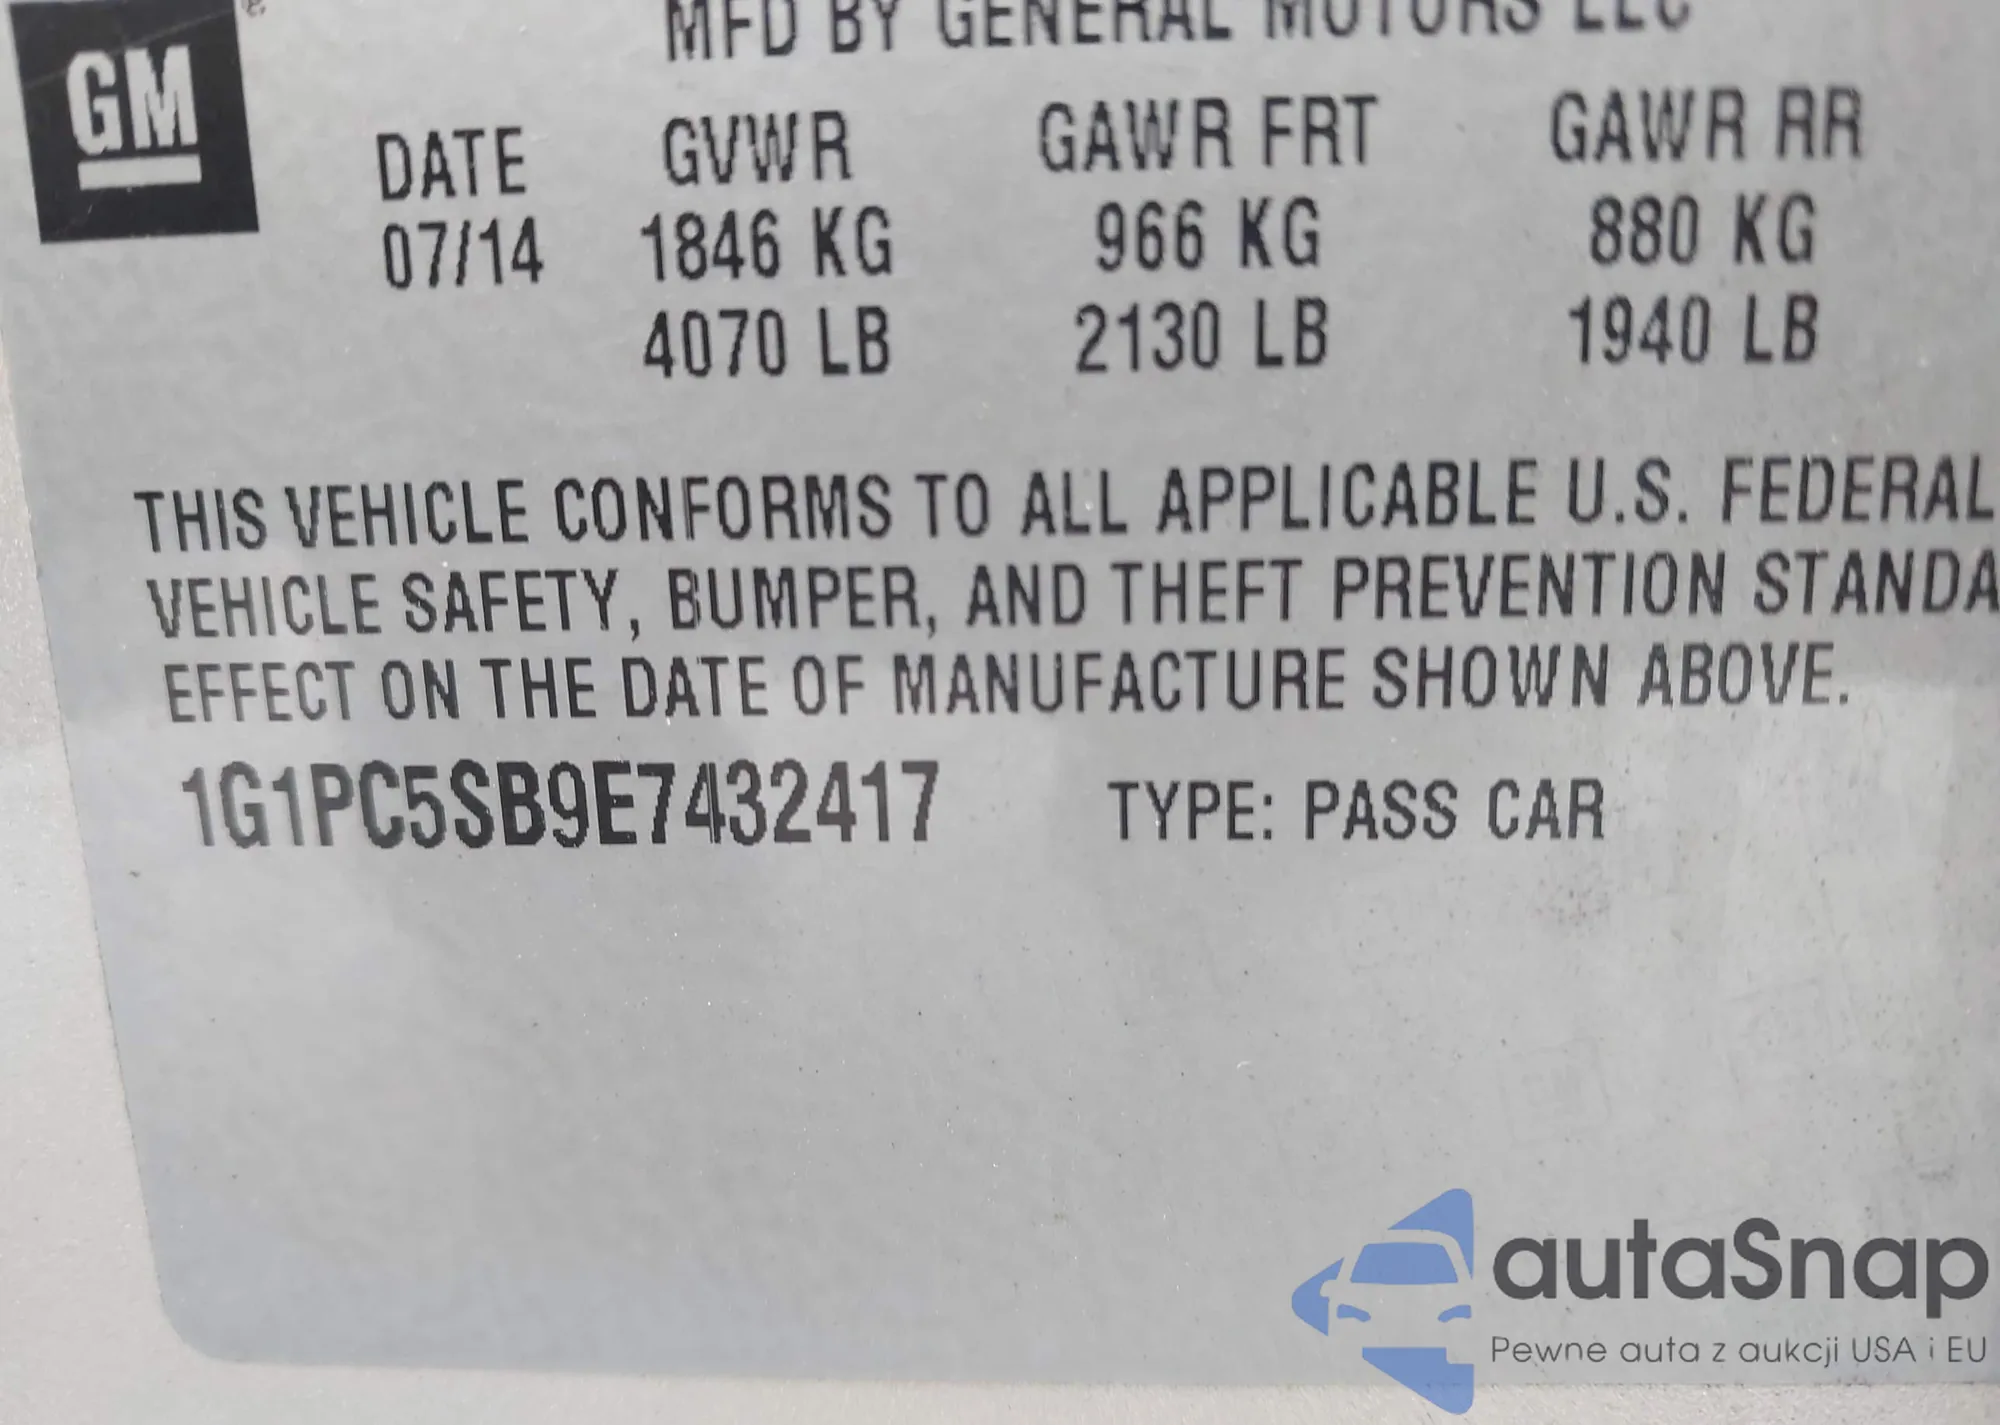 MFD BY GENERAL MOTORS LLC
GM
DATE GVWR GAWR FRT GAWR RR
07/14 1846 KG 966 KG 880 KG
4070 LB 2130 LB 1940 LB
THIS VEHICLE CONFORMS TO ALL APPLICABLE U.S. FEDERAL
VEHICLE SAFETY, BUMPER, AND THEFT PREVENTION STANDA
EFFECT ON THE DATE OF MANUFACTURE SHOWN ABOVE.
1G1PC5SB9E7432417 TYPE: PASS CAR
autaSnap
Pewne auta z aukcji USA i EU